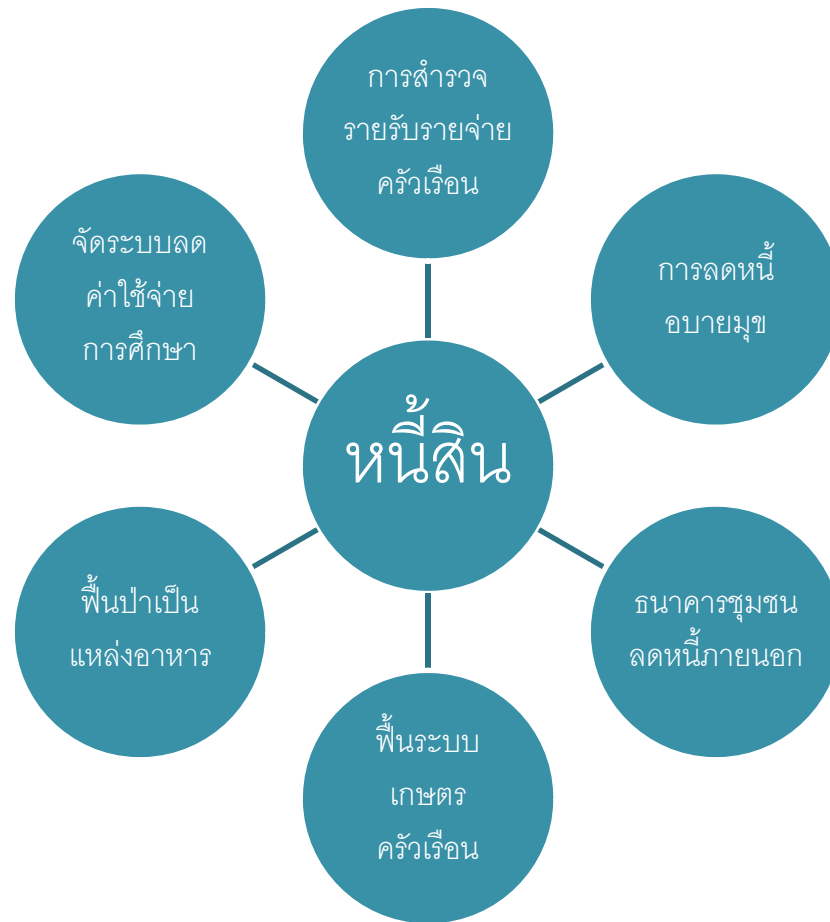 การสำรวจ
รายรับรายจ่าย
ครัวเรือน
การลดหนี้
อบายมุข
ธนาคารชุมชน
ลดหนี้ภายนอก
ฟื้นระบบ
เกษตร
ครัวเรือน
ฟื้นป่าเป็น
แหล่งอาหาร
จัดระบบลด
ค่าใช้จ่าย
การศึกษา
หนี้สิน